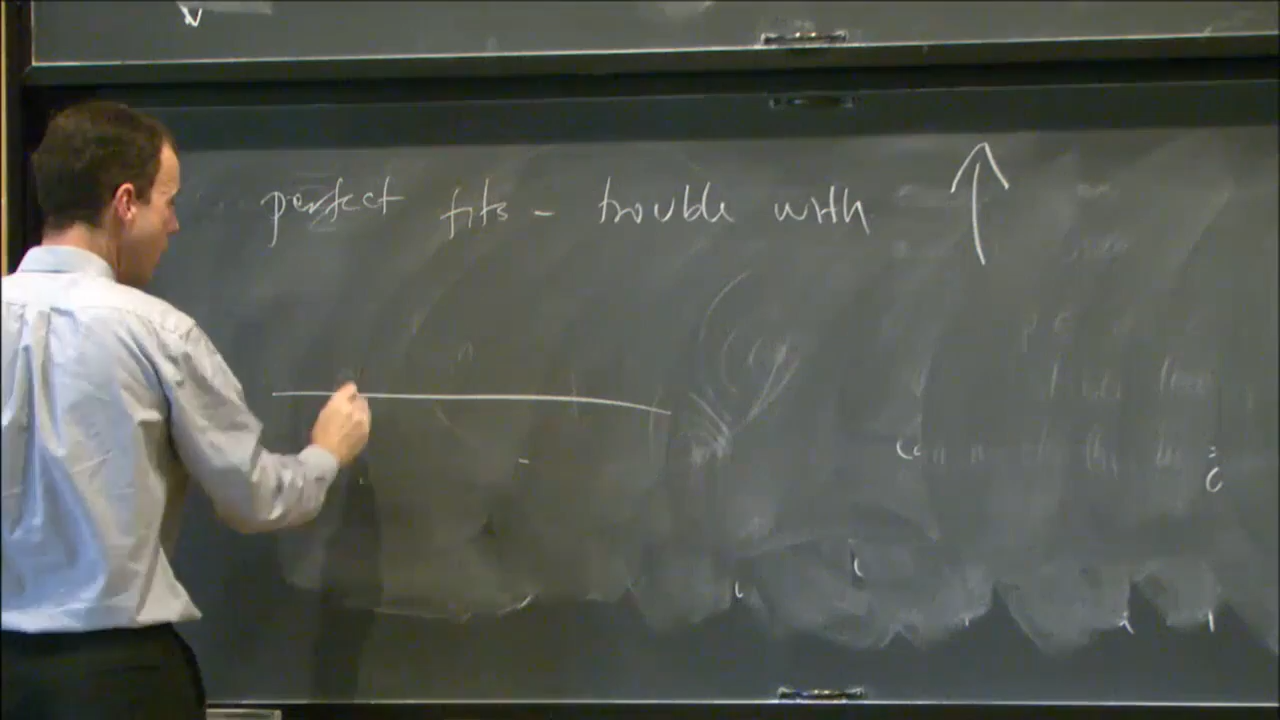 perfect fits - trouble with ↑